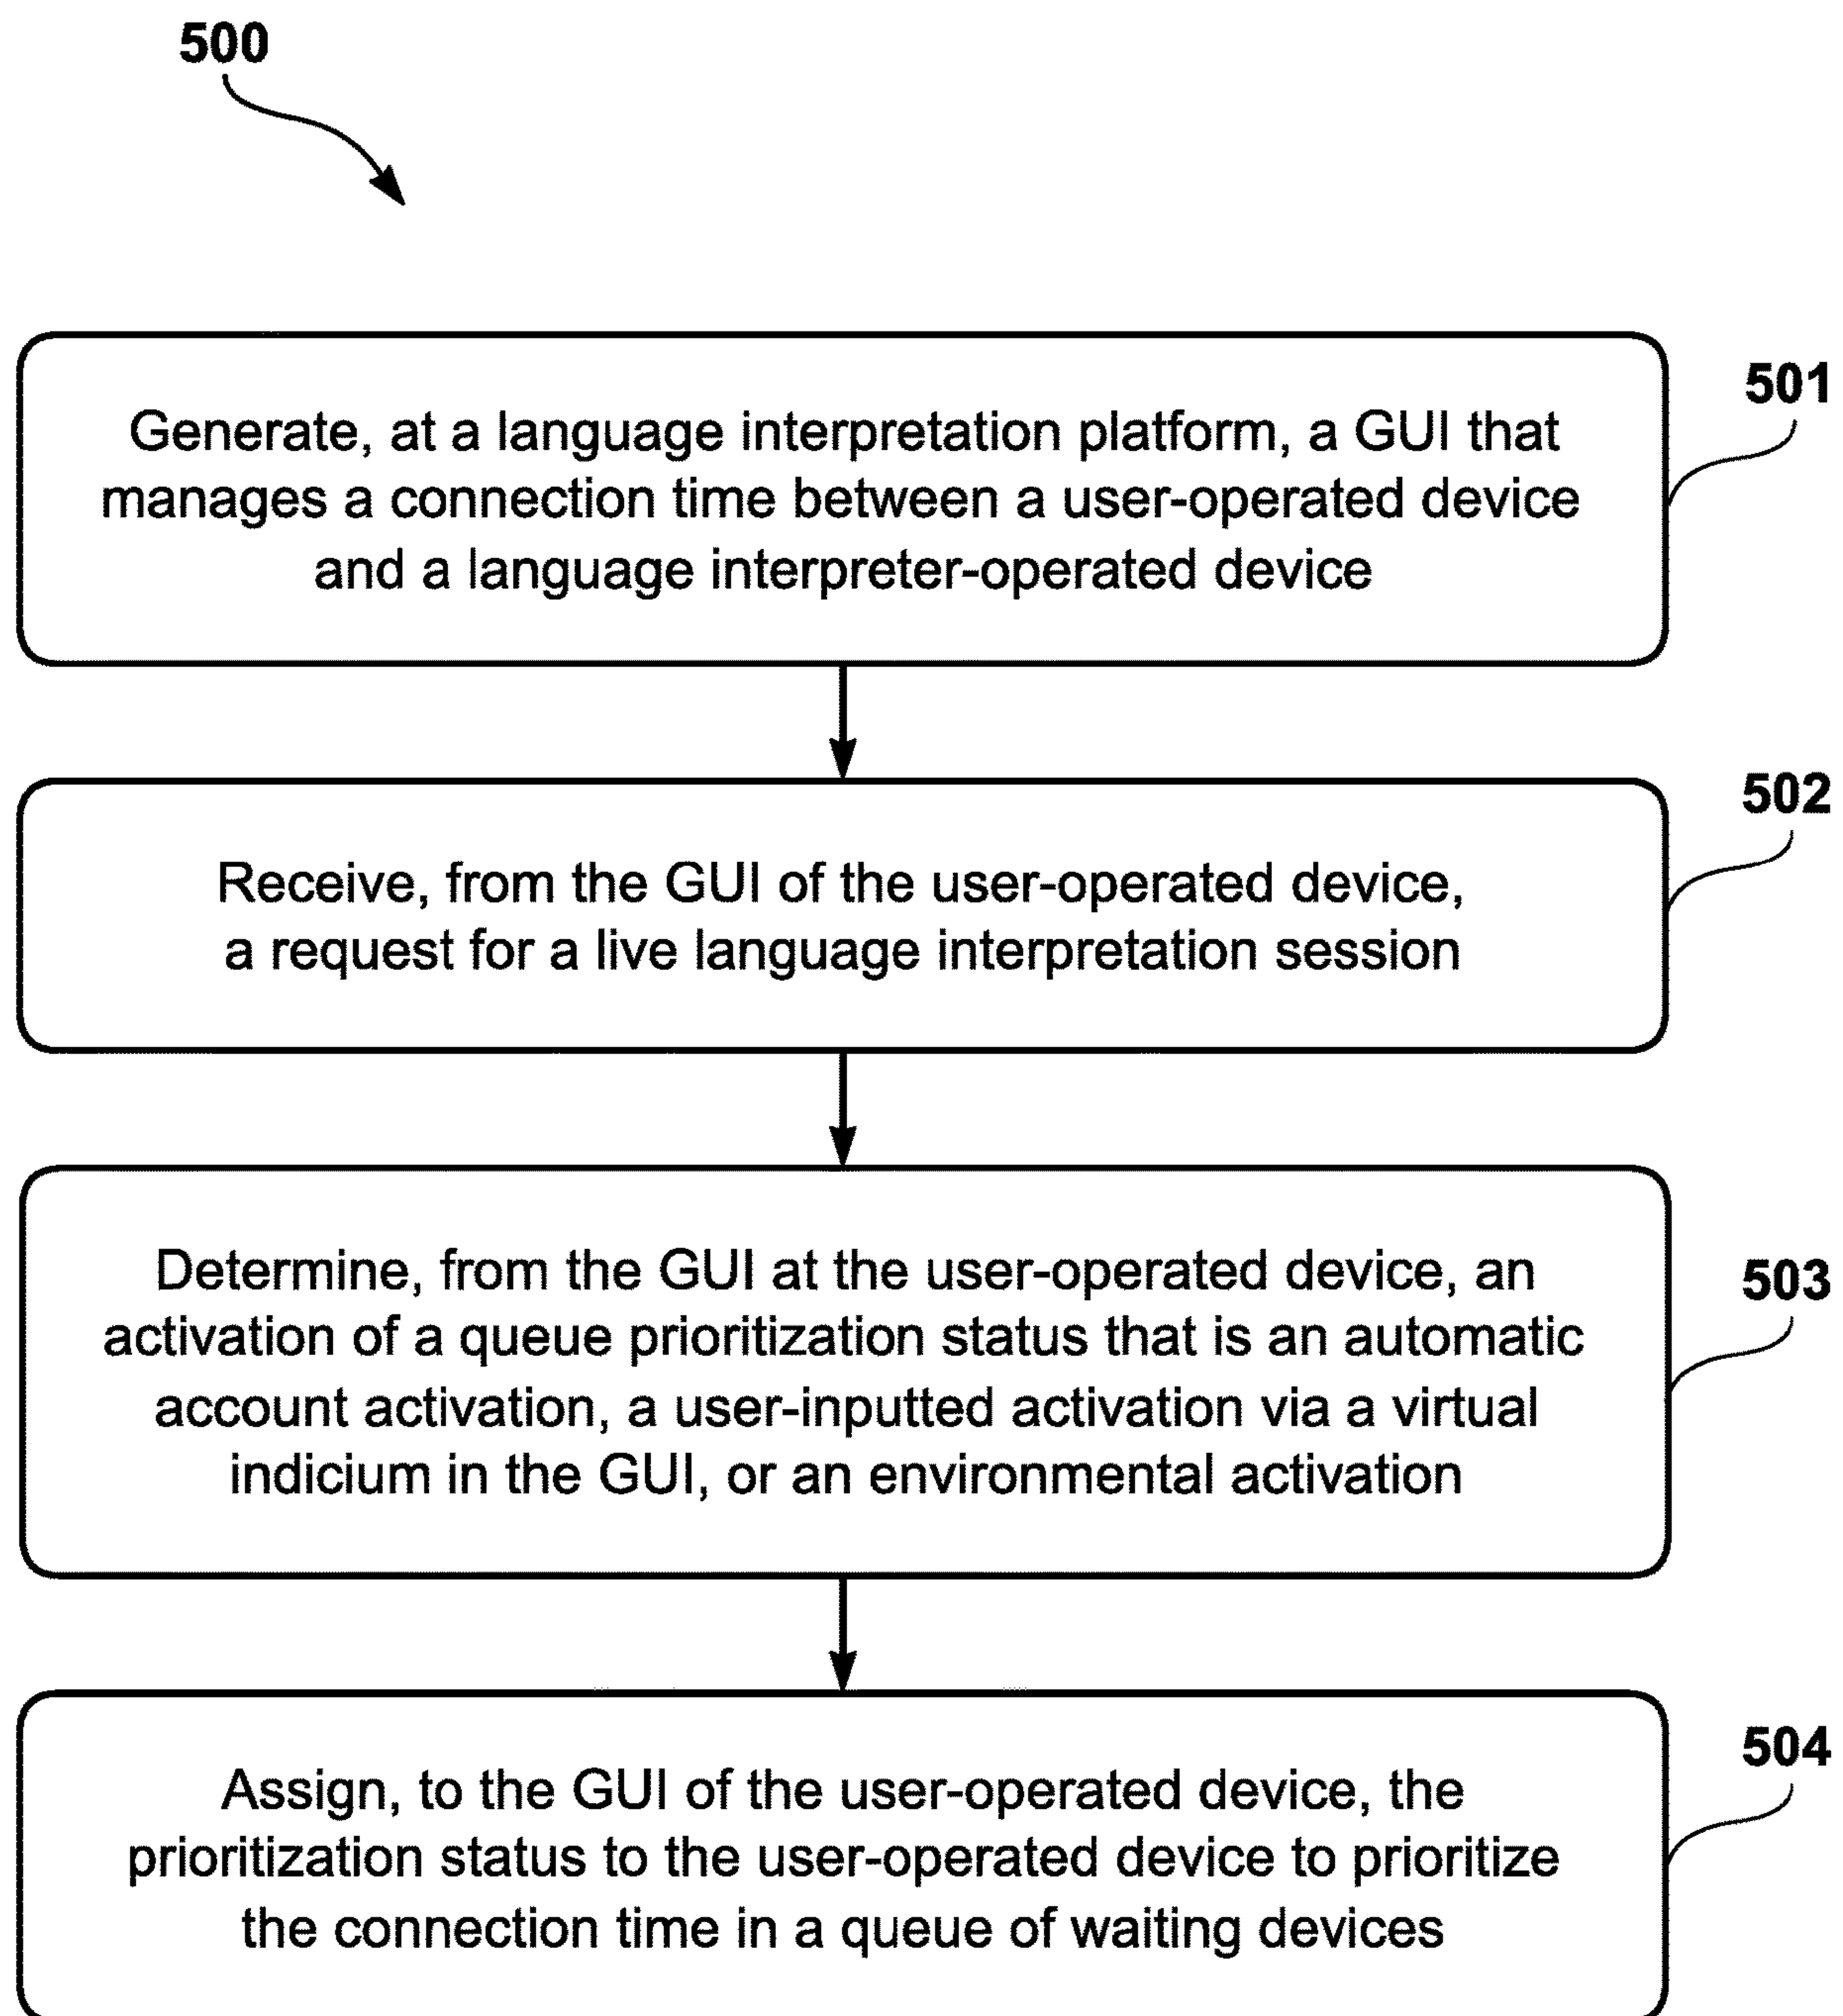 500
501
Generate, at a language interpretation platform, a GUI that
manages a connection time between a user-operated device
and a language interpreter-operated device
502
Receive, from the GUI of the user-operated device,
a request for a live language interpretation session
503
Determine, from the GUI at the user-operated device, an
activation of a queue prioritization status that is an automatic
account activation, a user-inputted activation via a virtual
indicium in the GUI, or an environmental activation
504
Assign, to the GUI of the user-operated device, the
prioritization status to the user-operated device to prioritize
the connection time in a queue of waiting devices